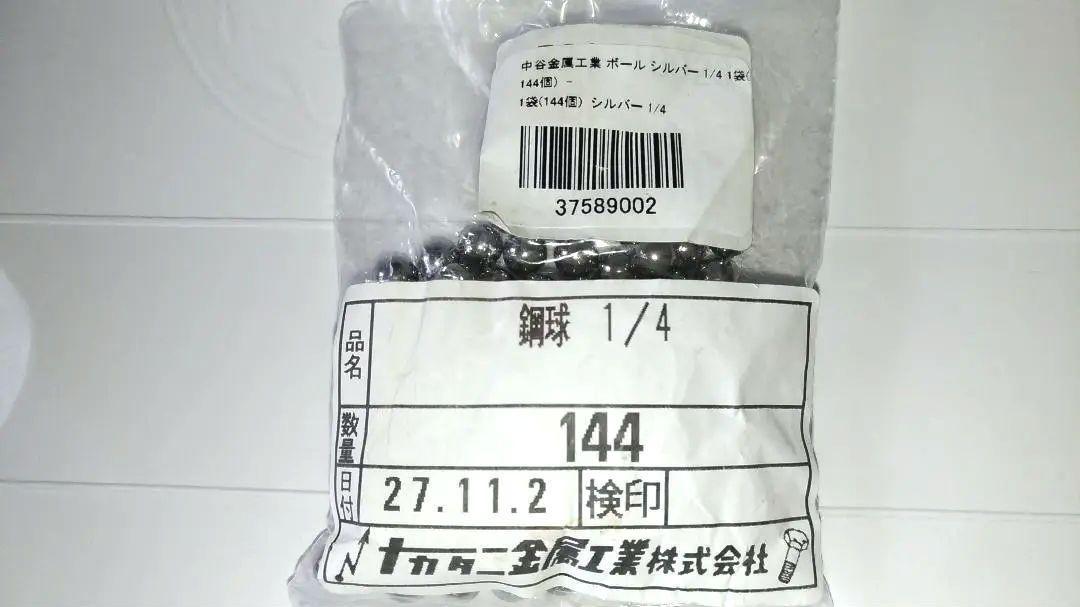 中谷金属工業 ボール シルバー 1/4 1袋(
144個) -
1袋(144個) シルバー 1/4
37589002
品名 鋼球 1/4
数量 144
日付 27.11.2 検印
ナカタニ金属工業株式会社